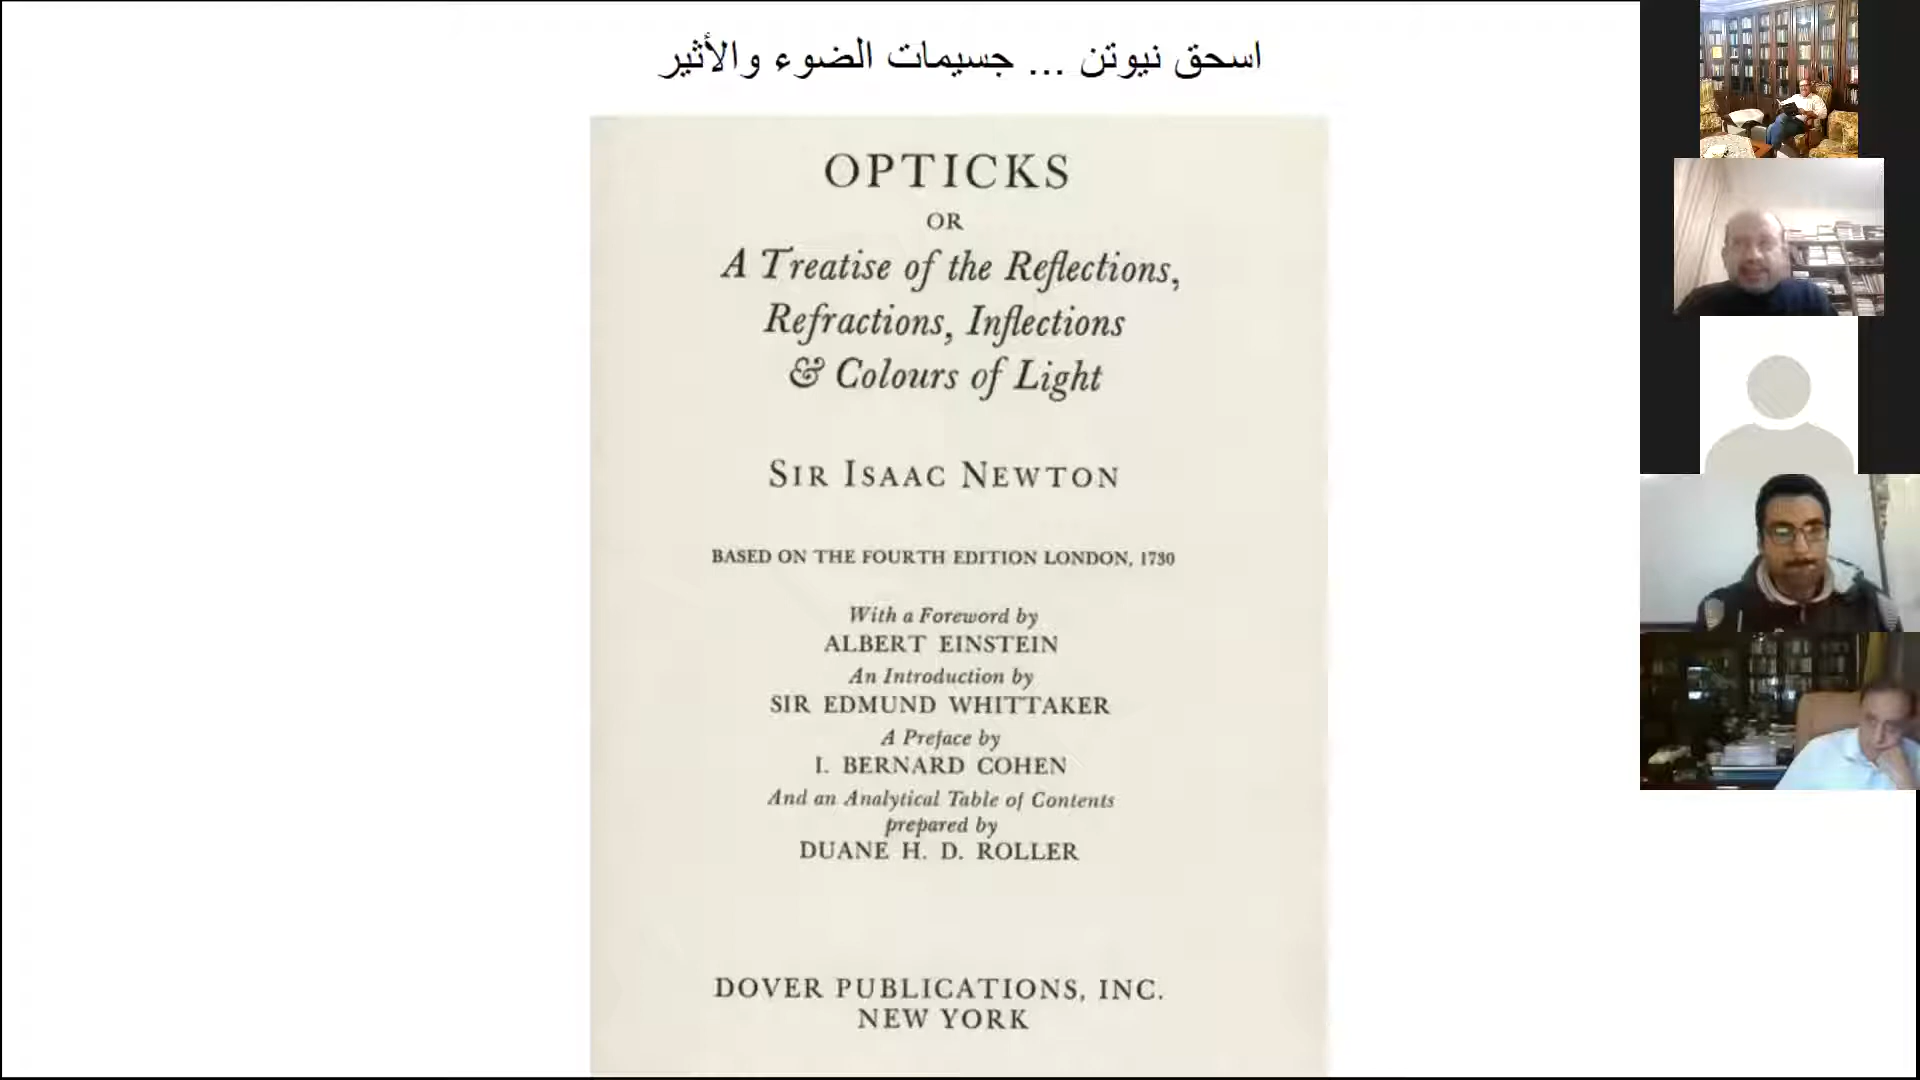 اسحق نيوتن ... جسيمات الضوء والأثير
OPTICKS
OR
A Treatise of the Reflections,
Refractions, Inflections
& Colours of Light
SIR ISAAC NEWTON
BASED ON THE FOURTH EDITION LONDON, 1730
With a Foreword by
ALBERT EINSTEIN
An Introduction by
SIR EDMUND WHITTAKER
A Preface by
I. BERNARD COHEN
And an Analytical Table of Contents
prepared by
DUANE H. D. ROLLER
DOVER PUBLICATIONS, INC.
NEW YORK